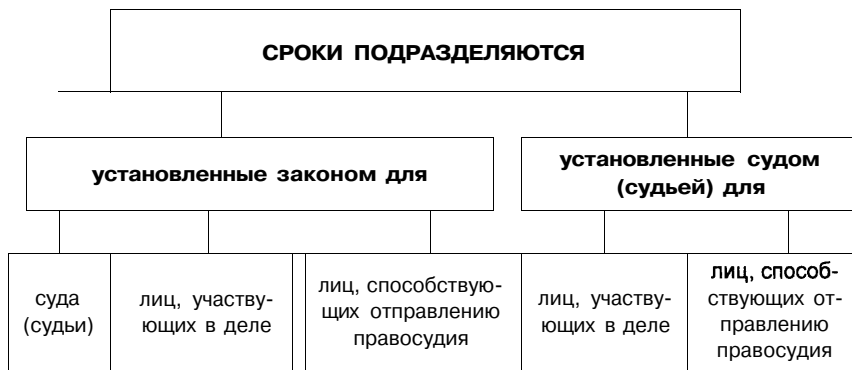 СРОКИ ПОДРАЗДЕЛЯЮТСЯ
установленные законом для
установленные судом
(судьей) для
суда
(судьи)
лиц, участву-
ющих в деле
лиц, способствую-
щих отправлению
правосудия
лиц, участву-
ющих в деле
лиц, способ-
ствующих от-
правлению
правосудия